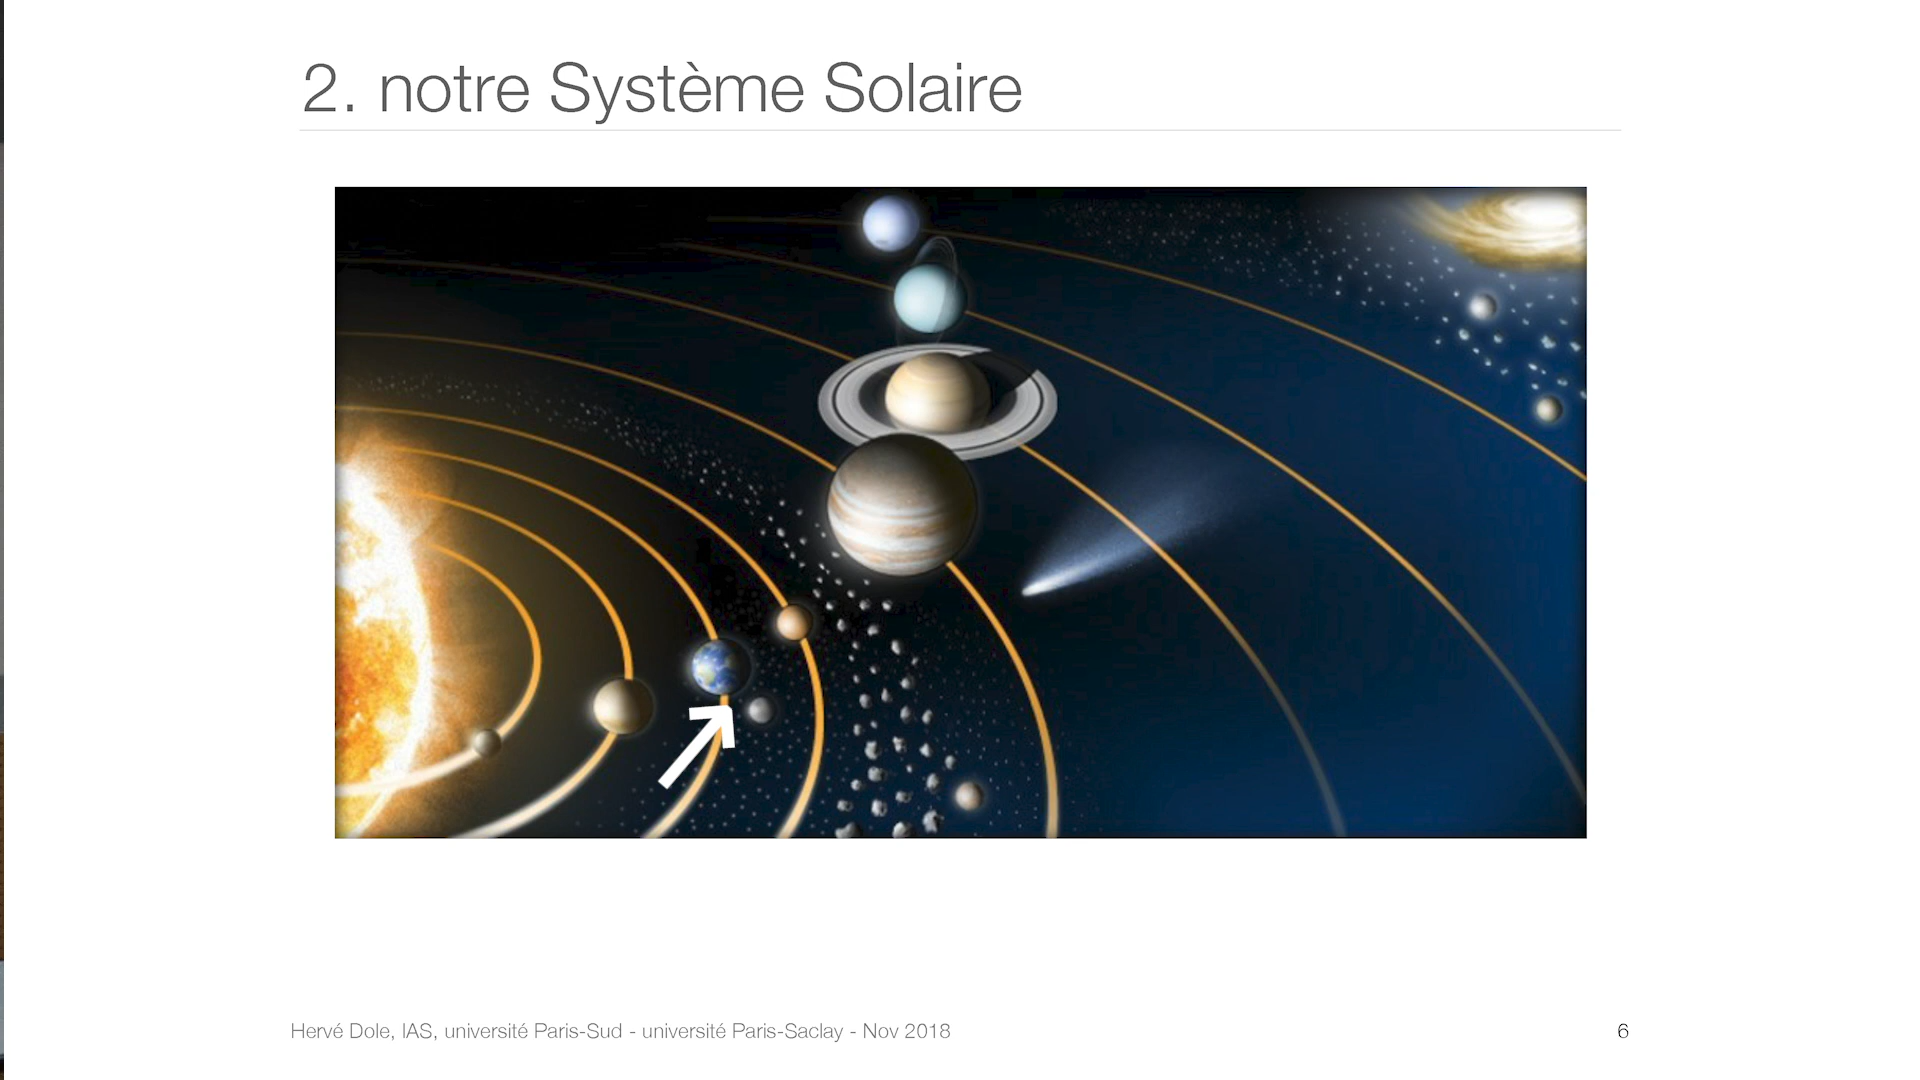 2. notre Système Solaire
Hervé Dole, IAS, université Paris-Sud - université Paris-Saclay - Nov 2018
6